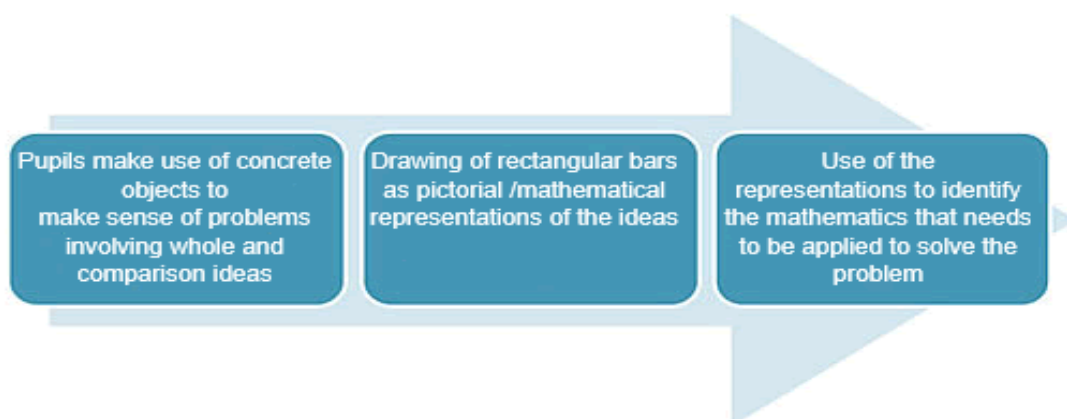 Pupils make use of concrete
objects to
make sense of problems
involving whole and
comparison ideas
Drawing of rectangular bars
as pictorial /mathematical
representations of the ideas
Use of the
representations to identify
the mathematics that needs
to be applied to solve the
problem